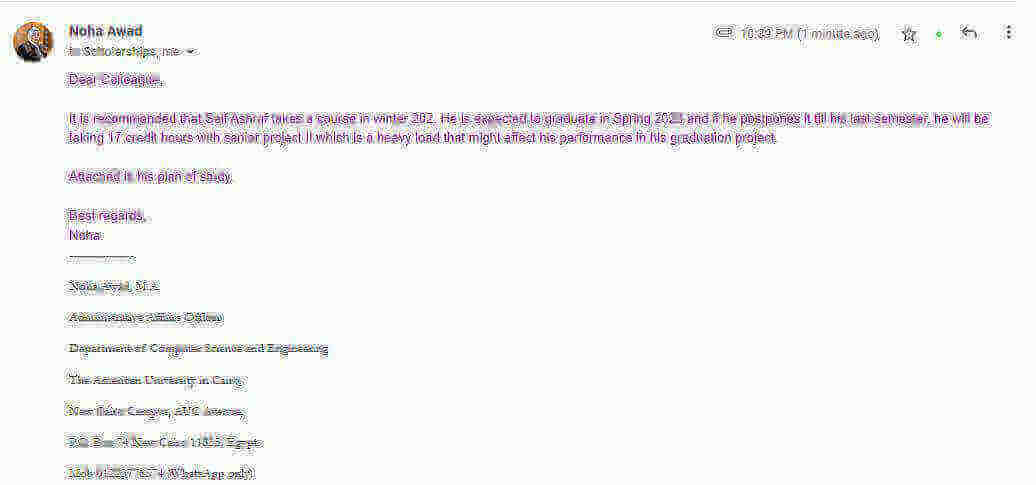 Noha Awad
to Scholarships, me
10:29 PM (1 minute ago)
Dear Colleague,
It is recommended that Seif Ashraf takes a course in winter 202. He is expected to graduate in Spring and if he postpones it till his last semester, he will be
taking 17 credit hours with senior project II which is a heavy load that might affect his performance in his graduation project.
Attached is his plan of study.
Best regards,
Noha
Noha Awad, M.A
Administrative Affairs Officer
Department of Computer Science and Engineering
The American University in Cairo,
New Cairo Campus, AUC Avenue,
P.O. Box 74 New Cairo 11835, Egypt
Mob (WhatsApp only)